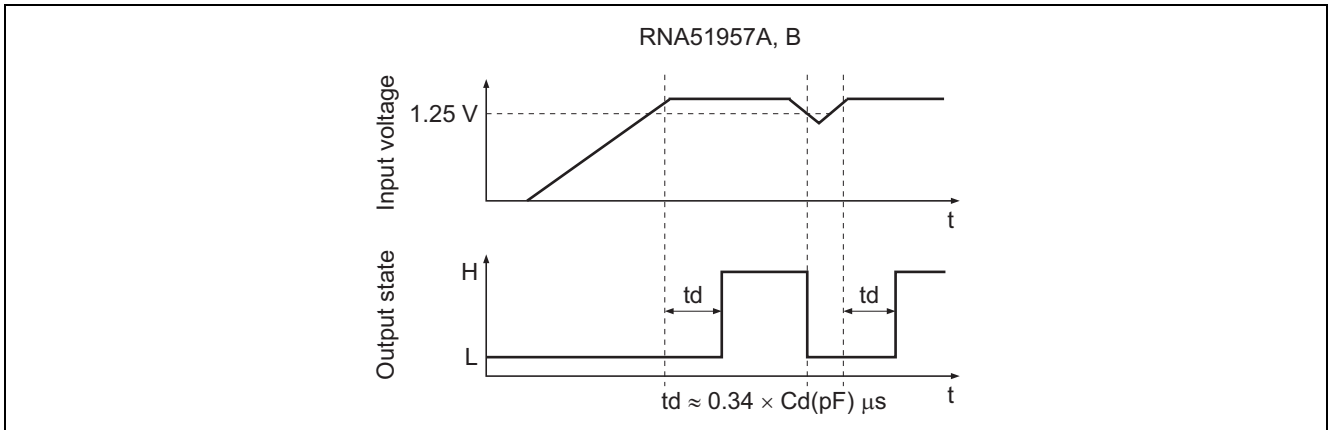 RNA51957A, B
Input voltage
1.25 V
t
Output state
H
td
td
L
t
td ≈ 0.34 × Cd(pF) μs